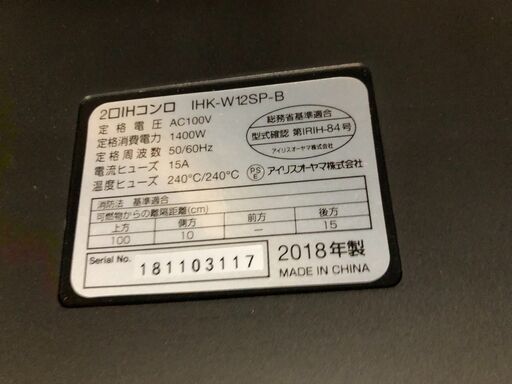 2口IHコンロ IHK-W12SP-B
定格電圧 AC100V
定格消費電力 1400W
定格周波数 50/60Hz
電流ヒューズ 15A
温度ヒューズ 240℃/240℃
総務省基準適合
型式確認 第IRIH-84号
アイリスオーヤマ株式会社
PS E アイリスオーヤマ株式会社
消防法 基準適合
可燃物からの離隔距離(cm)
上方 側方 前方 後方
100 10 — 15
Serial No. 181103117
2018年製
MADE IN CHINA